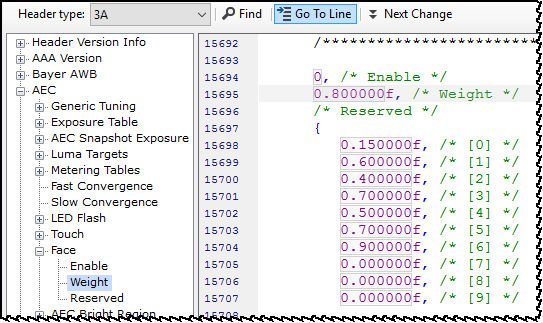 Header type: 3A Find Go To Line Next Change
Header Version Info
AAA Version
Bayer AWB
AEC
Generic Tuning
Exposure Table
AEC Snapshot Exposure
Luma Targets
Metering Tables
Fast Convergence
Slow Convergence
LED Flash
Touch
Face
Enable
Weight
Reserved
AEC Bright Region
15692 /**************************
15693
15694 0, /* Enable */
15695 0.800000f, /* Weight */
15696 /* Reserved */
15697 {
15698 0.150000f, /* [0] */
15699 0.600000f, /* [1] */
15700 0.400000f, /* [2] */
15701 0.700000f, /* [3] */
15702 0.500000f, /* [4] */
15703 0.700000f, /* [5] */
15704 0.900000f, /* [6] */
15705 0.000000f, /* [7] */
15706 0.000000f, /* [8] */
15707 0.000000f, /* [9] */